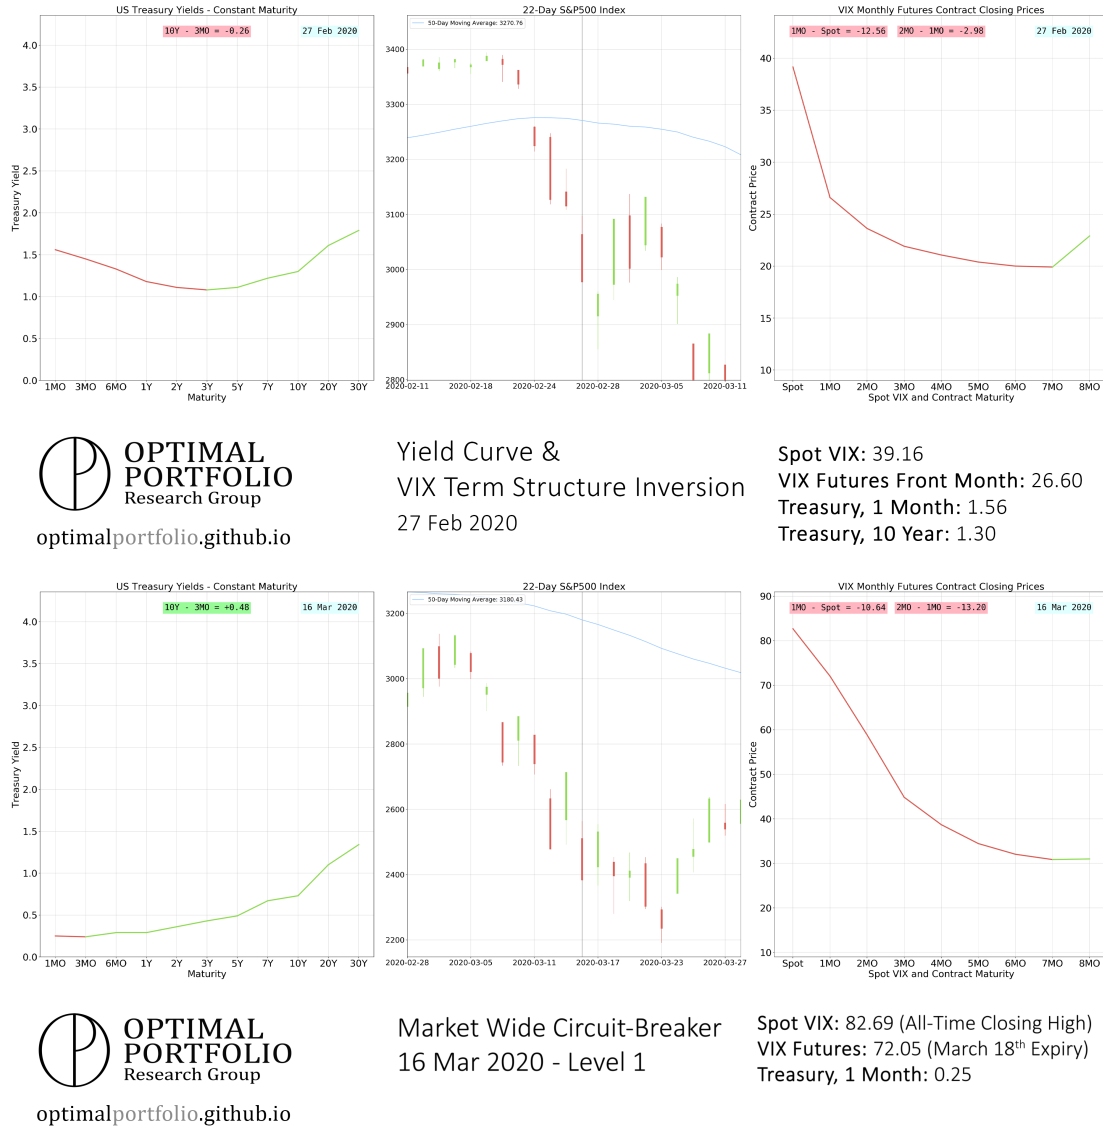 US Treasury Yields - Constant Maturity
10Y - 3MO = -0.26
27 Feb 2020
Treasury Yield
4.0
3.5
3.0
2.5
2.0
1.5
1.0
0.5
0.0
1MO 3MO 6MO 1Y 2Y 3Y 5Y 7Y 10Y 20Y 30Y
Maturity
22-Day S&P500 Index
50-Day Moving Average: 3270.76
3400
3300
3200
3100
3000
2900
2800
2020-02-11 2020-02-18 2020-02-24 2020-02-28 2020-03-05 2020-03-11
VIX Monthly Futures Contract Closing Prices
1MO - Spot = -12.56 2MO - 1MO = -2.98
27 Feb 2020
Contract Price
40
35
30
25
20
15
10
Spot 1MO 2MO 3MO 4MO 5MO 6MO 7MO 8MO
Spot VIX and Contract Maturity
OPTIMAL
PORTFOLIO
Research Group
optimalportfolio.github.io
Yield Curve &
VIX Term Structure Inversion
27 Feb 2020
Spot VIX: 39.16
VIX Futures Front Month: 26.60
Treasury, 1 Month: 1.56
Treasury, 10 Year: 1.30
US Treasury Yields - Constant Maturity
10Y - 3MO = +0.48
16 Mar 2020
Treasury Yield
4.0
3.5
3.0
2.5
2.0
1.5
1.0
0.5
0.0
1MO 3MO 6MO 1Y 2Y 3Y 5Y 7Y 10Y 20Y 30Y
Maturity
22-Day S&P500 Index
50-Day Moving Average: 3180.43
3200
3000
2800
2600
2400
2200
2020-02-28 2020-03-05 2020-03-11 2020-03-17 2020-03-23 2020-03-27
VIX Monthly Futures Contract Closing Prices
1MO - Spot = -10.64 2MO - 1MO = -13.20
16 Mar 2020
Contract Price
90
80
70
60
50
40
30
20
10
Spot 1MO 2MO 3MO 4MO 5MO 6MO 7MO 8MO
Spot VIX and Contract Maturity
OPTIMAL
PORTFOLIO
Research Group
optimalportfolio.github.io
Market Wide Circuit-Breaker
16 Mar 2020 - Level 1
Spot VIX: 82.69 (All-Time Closing High)
VIX Futures: 72.05 (March 18th Expiry)
Treasury, 1 Month: 0.25